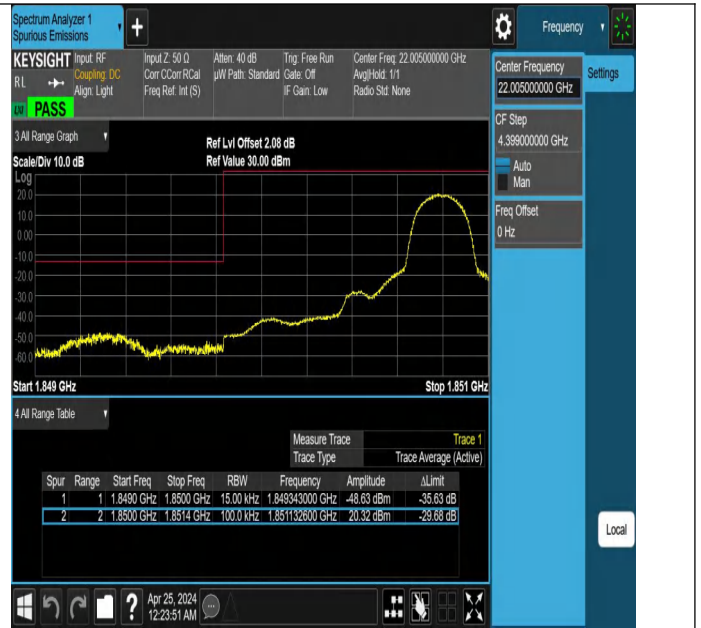 Spectrum Analyzer 1
Spurious Emissions
Frequency
KEYSIGHT
RL
LXI PASS
Input: RF
Coupling: DC
Align: Light
Input Z: 50 Ω
Corr CCorr RCal
Freq Ref: Int (S)
Atten: 40 dB
µW Path: Standard
Trig: Free Run
Gate: Off
IF Gain: Low
Center Freq: 22.005000000 GHz
Avg|Hold: 1/1
Radio Std: None
Center Frequency
22.005000000 GHz
Settings
CF Step
4.399000000 GHz
Auto
Man
Freq Offset
0 Hz
3 All Range Graph
Scale/Div 10.0 dB
Ref Lvl Offset 2.08 dB
Ref Value 30.00 dBm
Log
20.0
10.0
0.00
-10.0
-20.0
-30.0
-40.0
-50.0
-60.0
Start 1.849 GHz
Stop 1.851 GHz
4 All Range Table
Measure Trace Trace 1
Trace Type Trace Average (Active)
Spur Range Start Freq Stop Freq RBW Frequency Amplitude ΔLimit
1 1 1.8490 GHz 1.8500 GHz 15.00 kHz 1.849343000 GHz -48.63 dBm -35.63 dB
2 2 1.8500 GHz 1.8514 GHz 100.0 kHz 1.851132600 GHz 20.32 dBm -29.68 dB
Local
?
Apr 25, 2024
12:23:51 AM